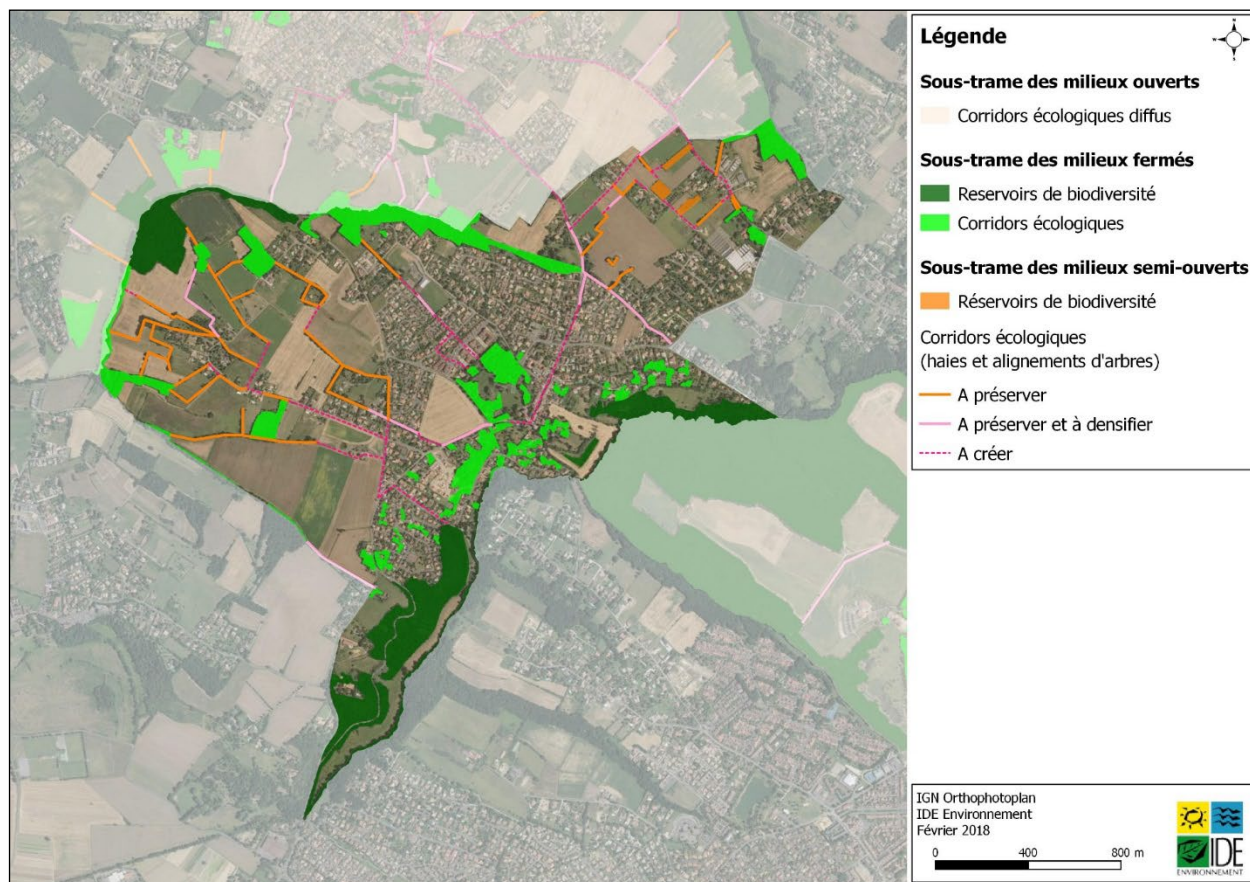 Légende
N
W
E
S
Sous-trame des milieux ouverts
Corridors écologiques diffus
Sous-trame des milieux fermés
Reservoirs de biodiversité
Corridors écologiques
Sous-trame des milieux semi-ouverts
Réservoirs de biodiversité
Corridors écologiques
(haies et alignements d'arbres)
A préserver
A préserver et à densifier
A créer
IGN Orthophotoplan
IDE Environnement
Février 2018
0 400 800 m
IDE
ENVIRONNEMENT